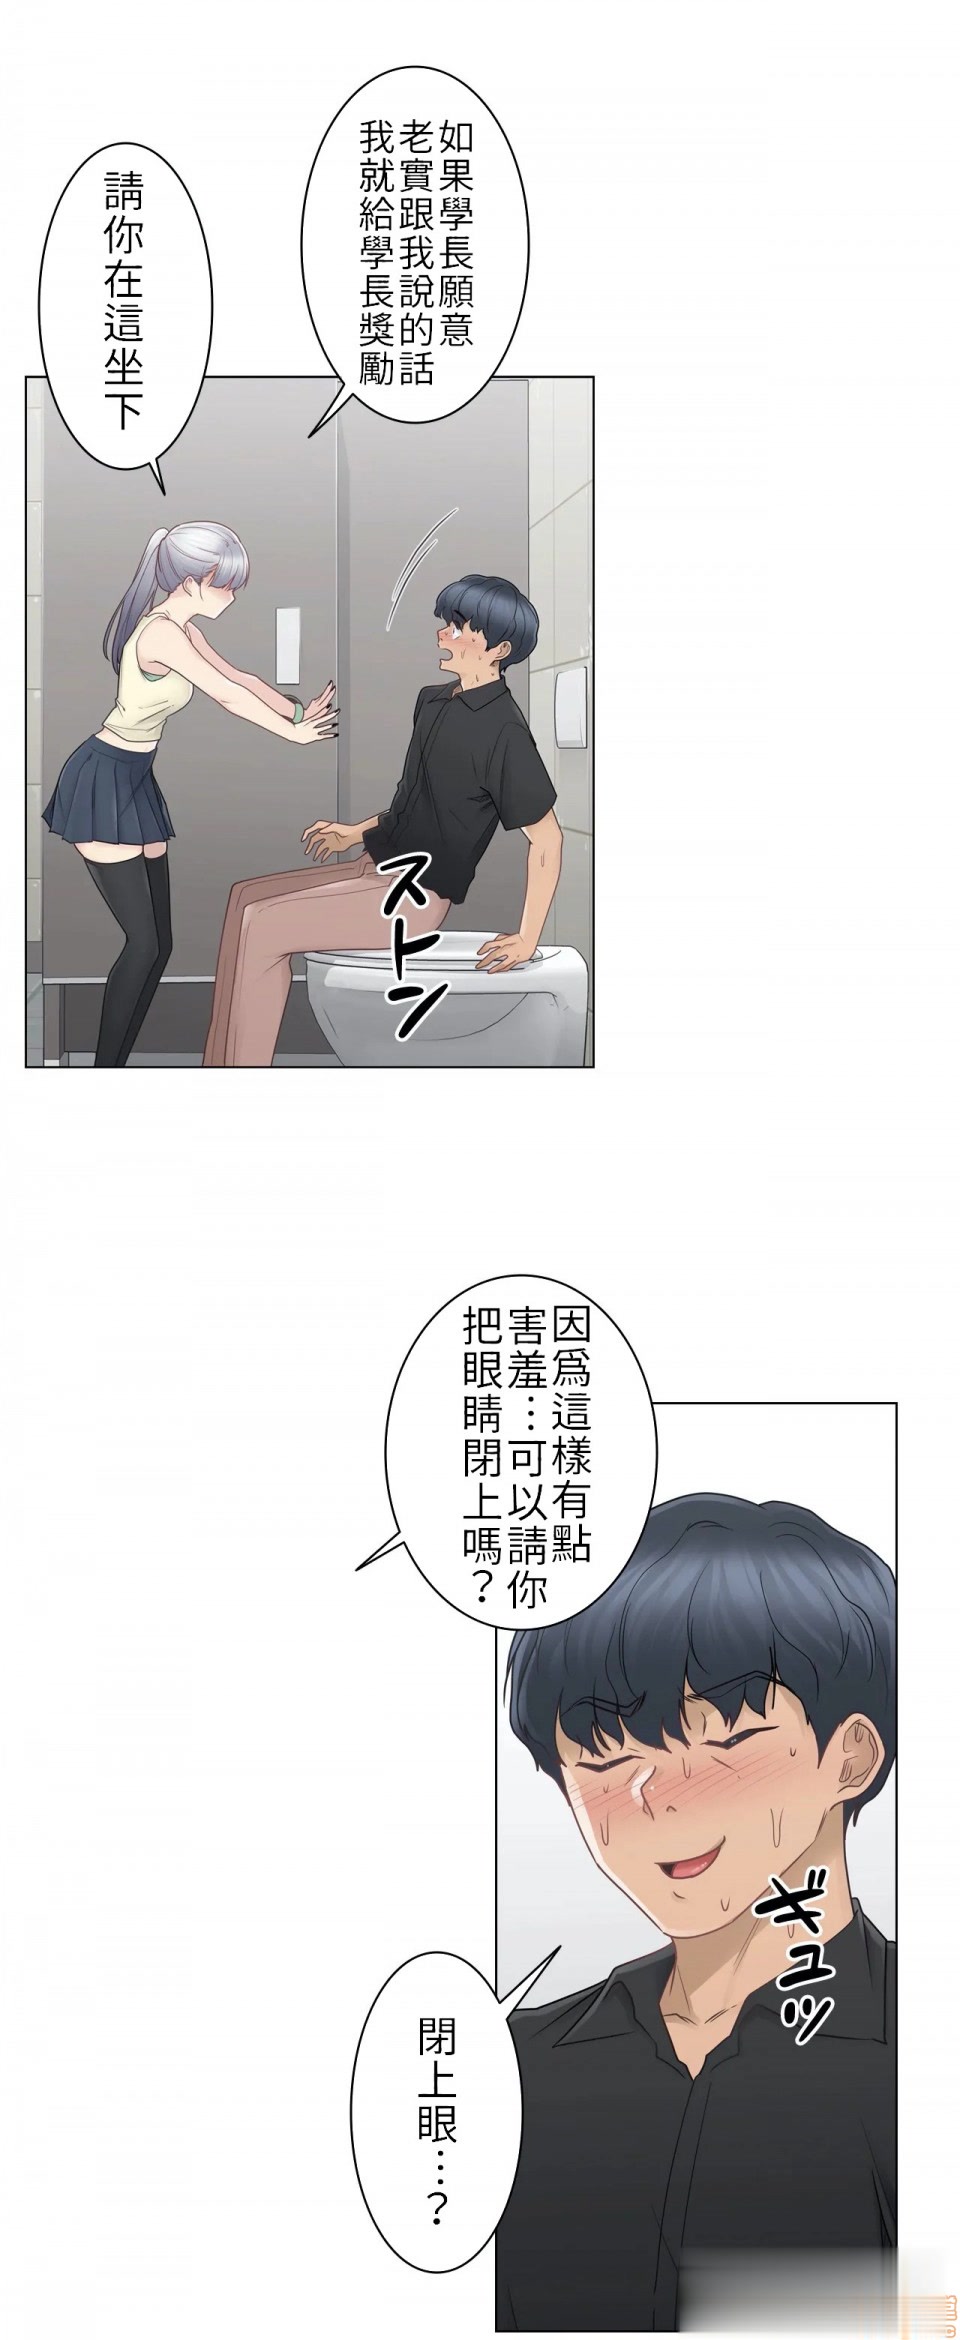 如果學長願意
老實跟我說的話
我就給學長獎勵
請你在這坐下
ストン
因為這樣有點
害羞…可以請你
把眼睛閉上嗎？
ギュッ
閉上眼…？